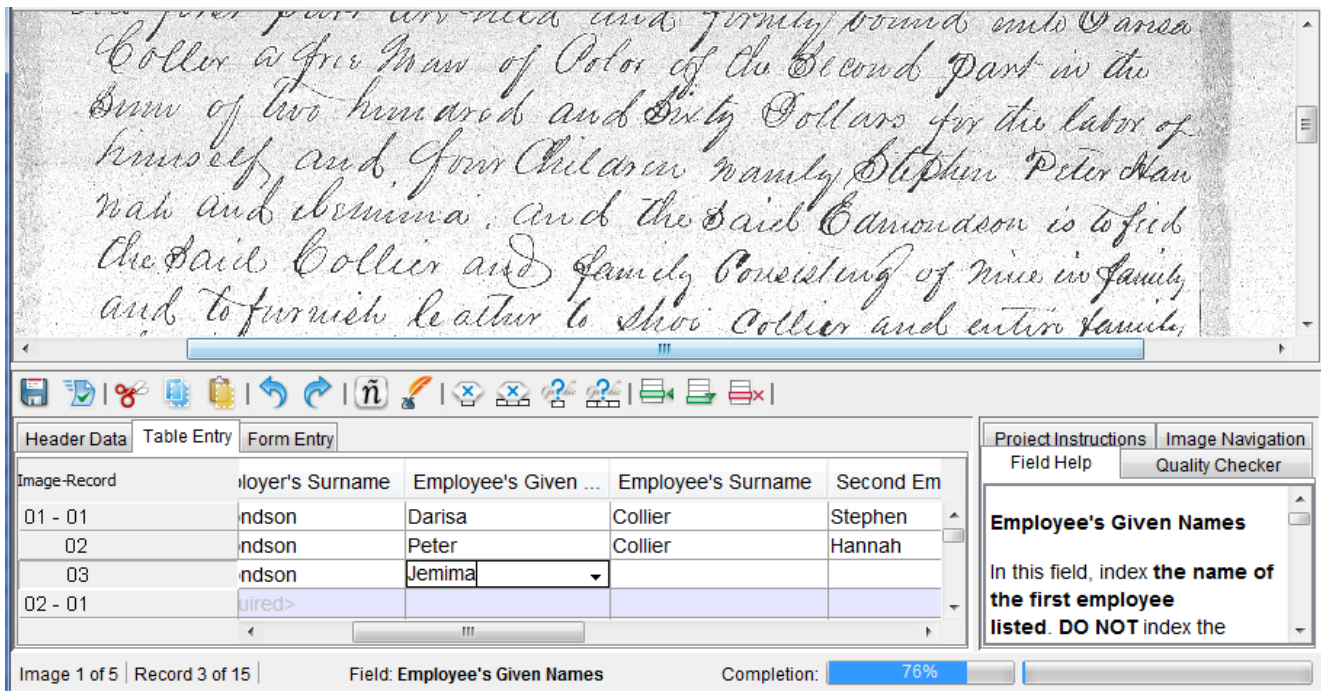 first part are held and firmly bound unto Darisa
Collier a free Man of Color of the Second Part in the
Sum of two hundred and Sixty Dollars for the labor of
himself and four Children namely Stephen Peter Han
nah and Jemima. and the Said Edmondson is to feed
the Said Collier and family Consisting of nine in family
and to furnish leather to shoe Collier and entire family,
Header Data Table Entry Form Entry
Project Instructions Image Navigation
Field Help Quality Checker
Image-Record loyer's Surname Employee's Given ... Employee's Surname Second Em
01 - 01 ndson Darisa Collier Stephen
02 ndson Peter Collier Hannah
03 ndson Jemima
02 - 01 uired>
Employee's Given Names
In this field, index the name of
the first employee
listed. DO NOT index the
Image 1 of 5 Record 3 of 15 Field: Employee's Given Names Completion: 76%